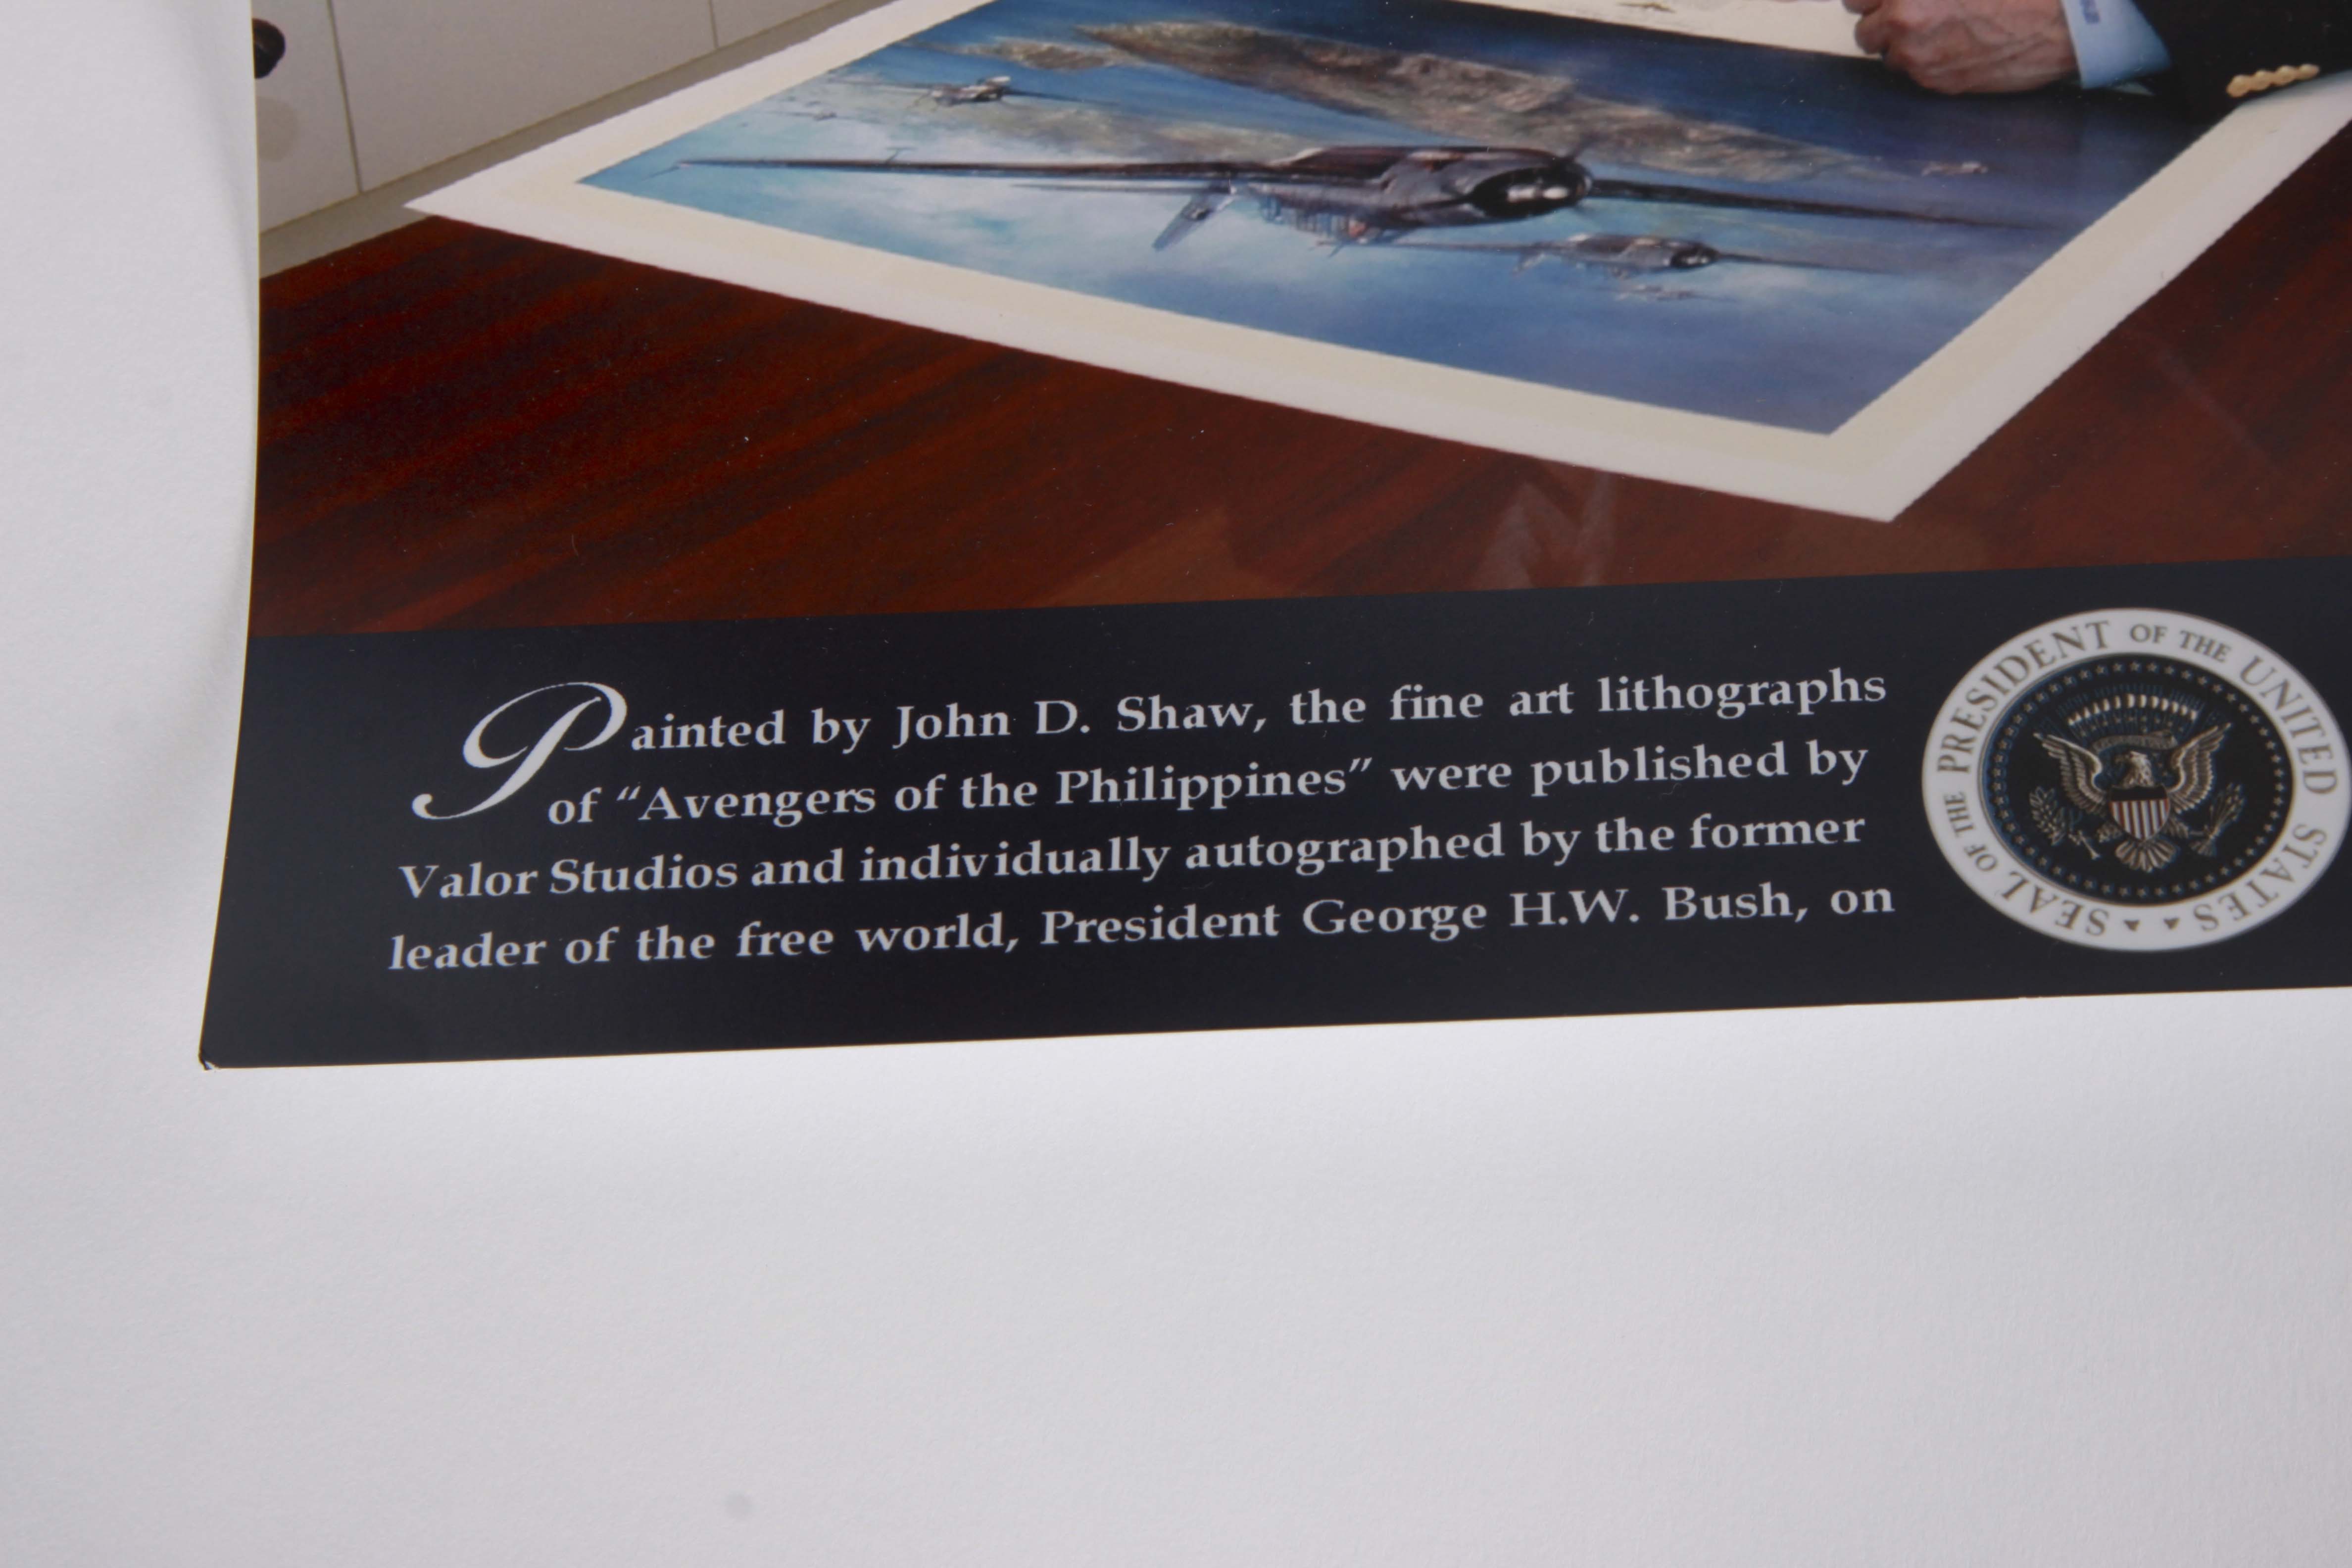 Painted by John D. Shaw, the fine art lithographs
of “Avengers of the Philippines” were published by
Valor Studios and individually autographed by the former
leader of the free world, President George H.W. Bush, on
SEAL OF THE PRESIDENT OF THE UNITED STATES